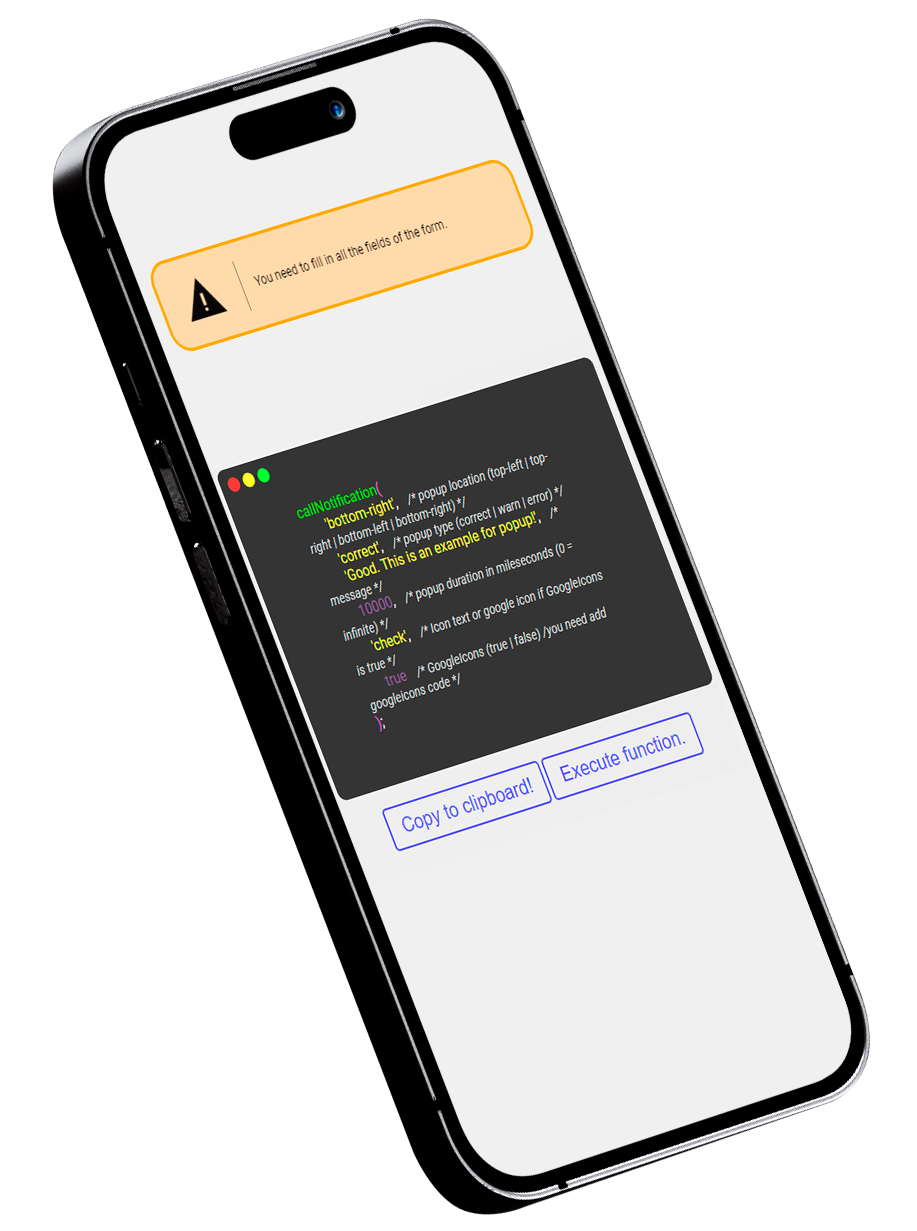 You need to fill in all the fields of the form.
callNotification(
'bottom-right', /* popup location (top-left | top-
right | bottom-left | bottom-right) */
'correct', /* popup type (correct | warn | error) */
'Good. This is an example for popup!', /*
message */
10000, /* popup duration in mileseconds (0 =
infinite) */
'check', /* Icon text or google icon if GoogleIcons
is true */
true /* GoogleIcons (true | false) /you need add
googleicons code */
);
Copy to clipboard!
Execute function.